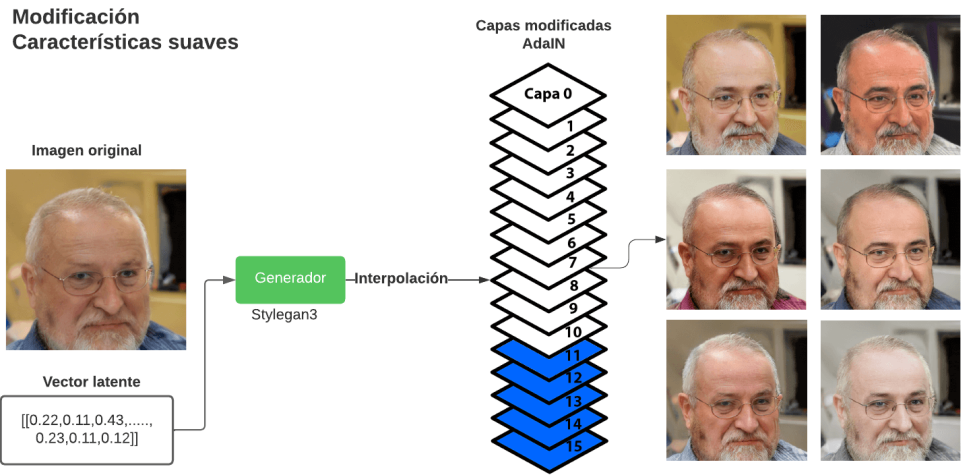 Modificación
Características suaves
Imagen original
Vector latente
[[0.22,0.11,0.43,.....,
0.23,0.11,0.12]]
Generador
Stylegan3
Interpolación
Capas modificadas
AdaIN
Capa 0
1
2
3
4
5
6
7
8
9
10
11
12
13
14
15